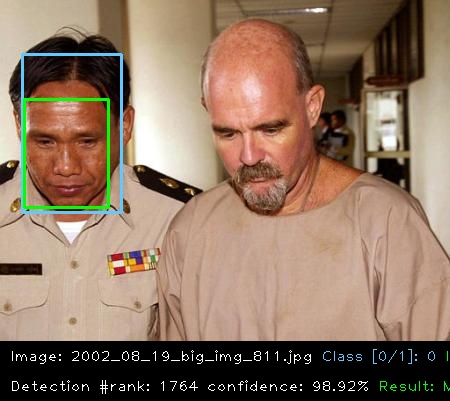 Image: 2002_08_19_big_img_811.jpg Class [0/1]: 0
Detection #rank: 1764 confidence: 98.92% Result: